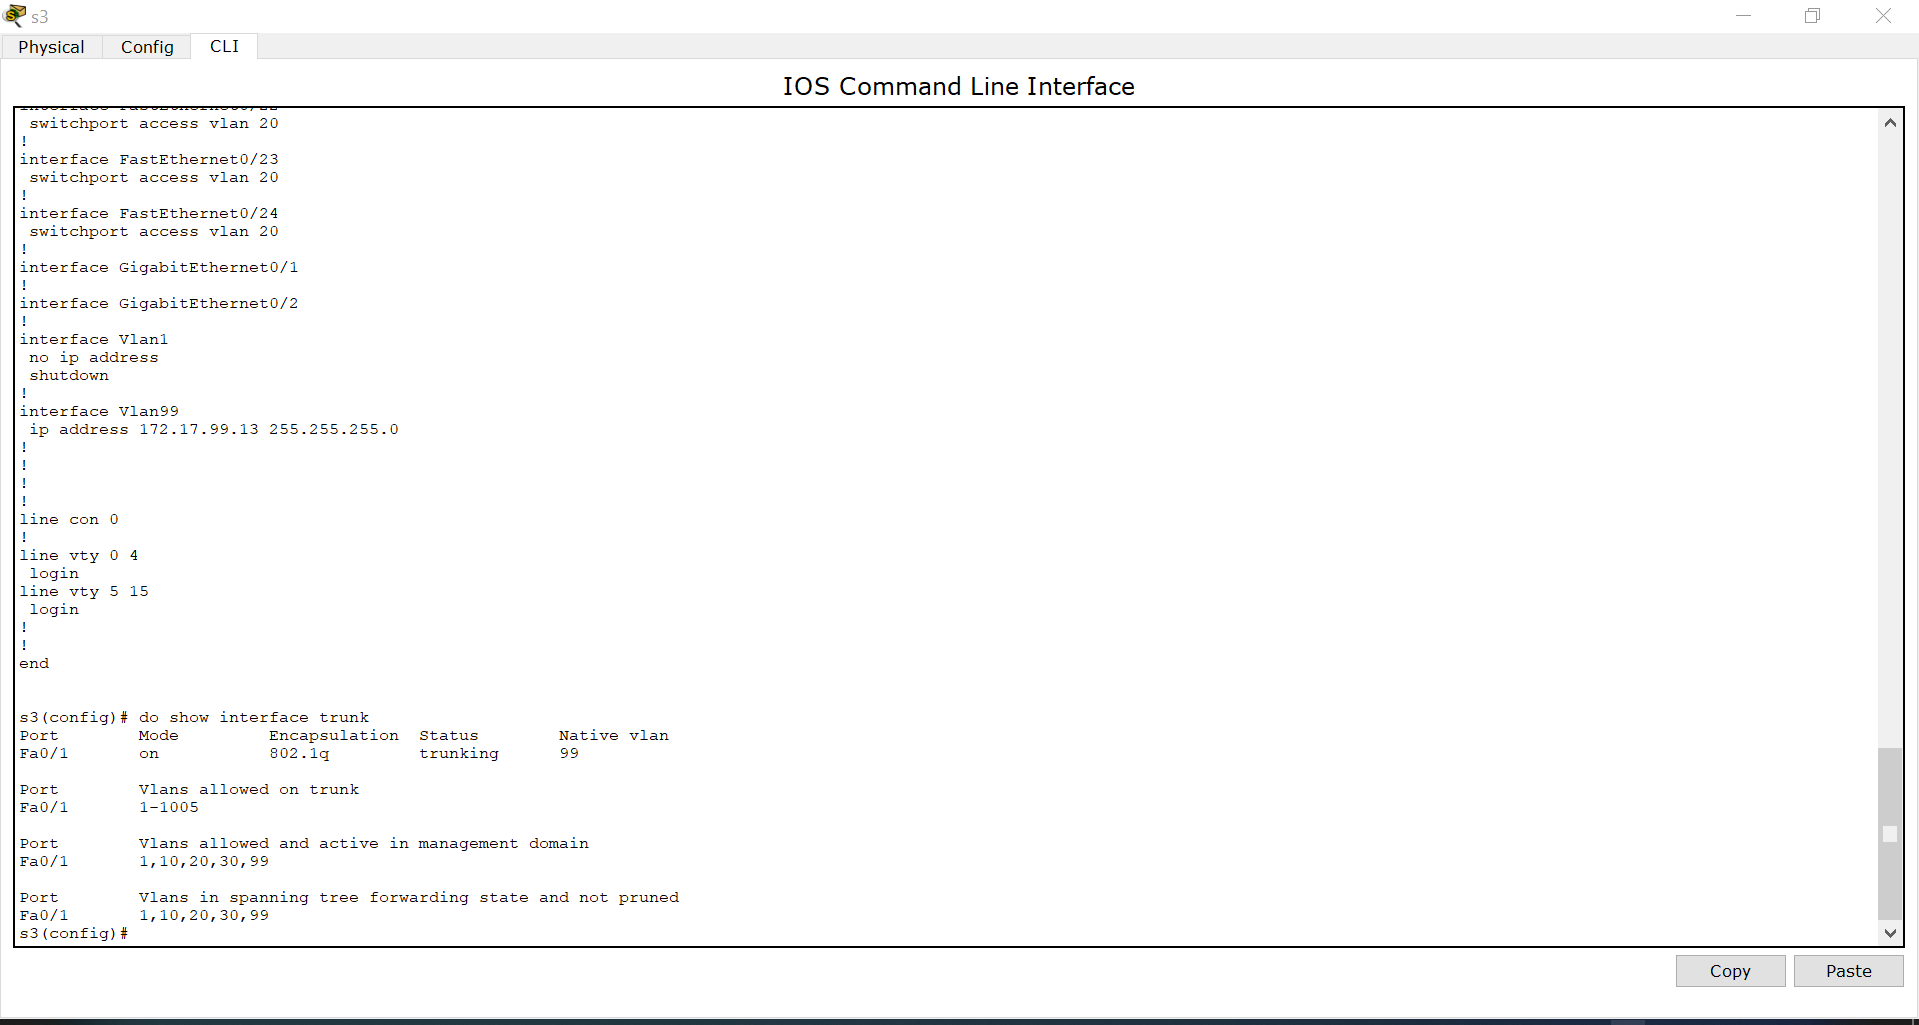 s3
Physical Config CLI
IOS Command Line Interface
interface FastEthernet0/22
 switchport access vlan 20
!
interface FastEthernet0/23
 switchport access vlan 20
!
interface FastEthernet0/24
 switchport access vlan 20
!
interface GigabitEthernet0/1
!
interface GigabitEthernet0/2
!
interface Vlan1
 no ip address
 shutdown
!
interface Vlan99
 ip address 172.17.99.13 255.255.255.0
!
!
!
!
line con 0
!
line vty 0 4
 login
line vty 5 15
 login
!
!
end
s3(config)# do show interface trunk
Port        Mode         Encapsulation  Status        Native vlan
Fa0/1       on           802.1q         trunking      99
Port        Vlans allowed on trunk
Fa0/1       1-1005
Port        Vlans allowed and active in management domain
Fa0/1       1,10,20,30,99
Port        Vlans in spanning tree forwarding state and not pruned
Fa0/1       1,10,20,30,99
s3(config)#
Copy Paste